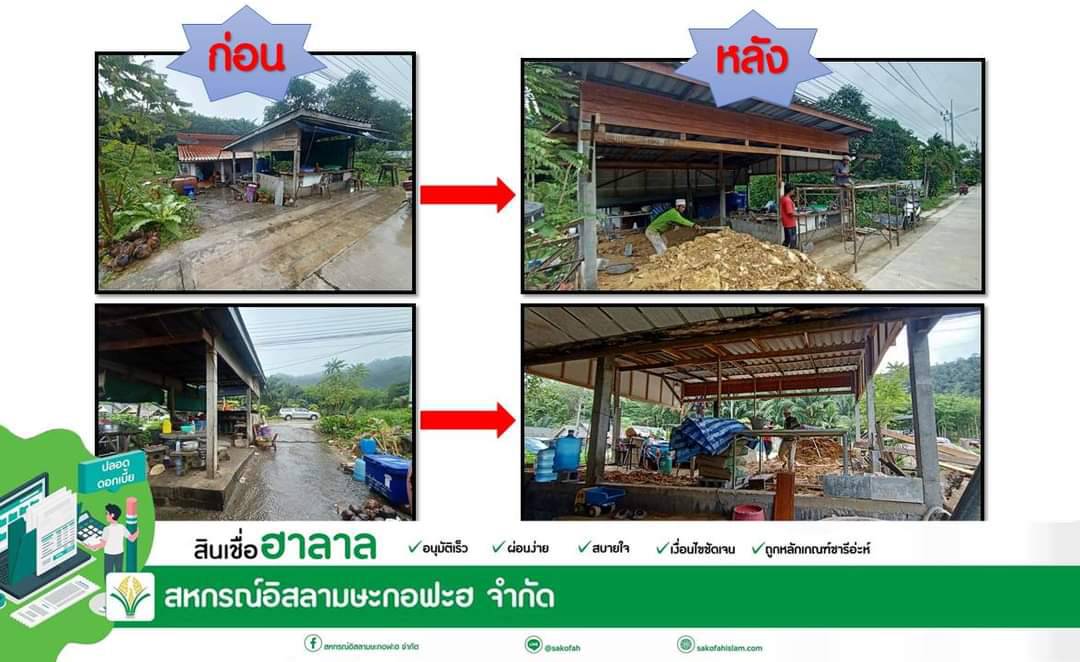 ก่อน
หลัง
ปลอด
ดอกเบี้ย
สินเชื่อฮาลาล
✓อนุมัติเร็ว ✓ผ่อนง่าย ✓สบายใจ ✓เงื่อนไขชัดเจน ✓ถูกหลักเกณฑ์ชารีอ่ะห์
สหกรณ์อิสลามษะกอฟะฮ จำกัด
สหกรณ์อิสลามษะกอฟะฮ จำกัด @sakofah sakofahislam.com